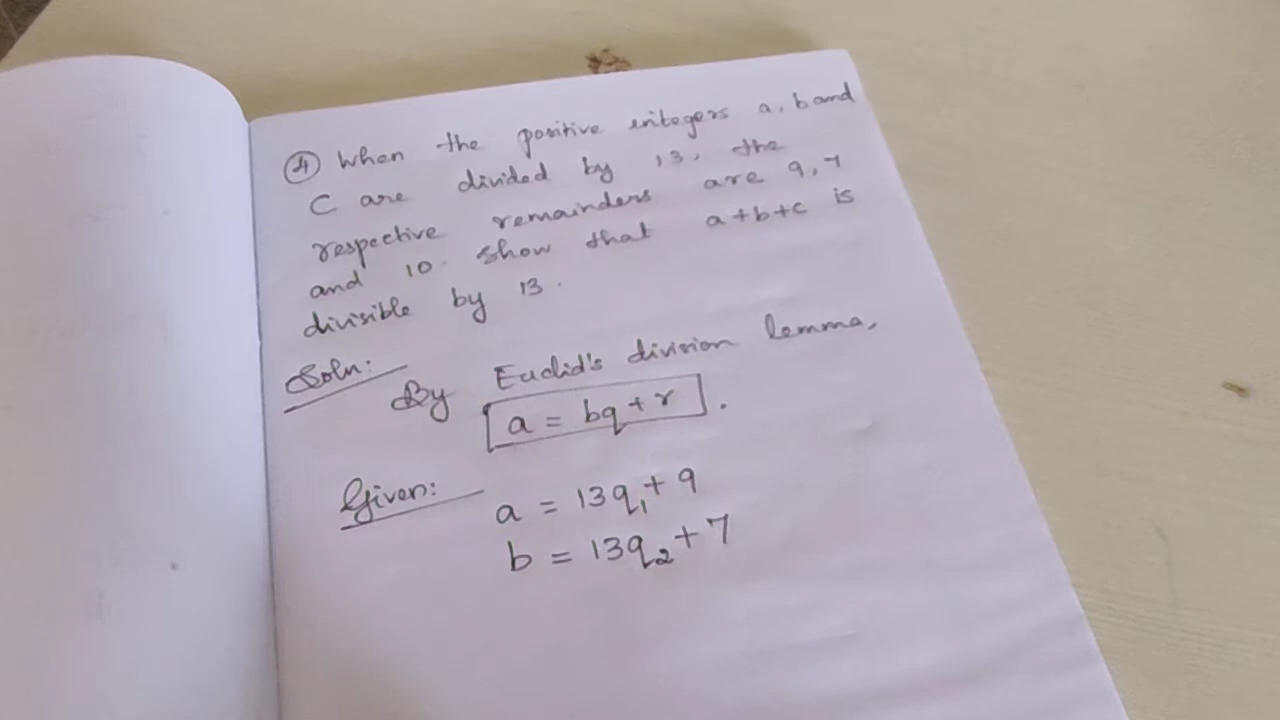 ④ When the positive integers a, b and
C are divided by 13, the
respective remainders are 9, 7
and 10. show that a+b+c is
divisible by 13.
Soln:
By Euclid's division lemma,
a = bq + r.
Given:
a = 13q₁ + 9
b = 13q₂ + 7